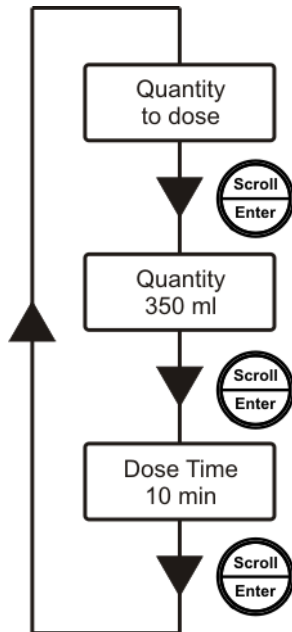 Quantity
to dose
Scroll
Enter
Quantity
350 ml
Scroll
Enter
Dose Time
10 min
Scroll
Enter